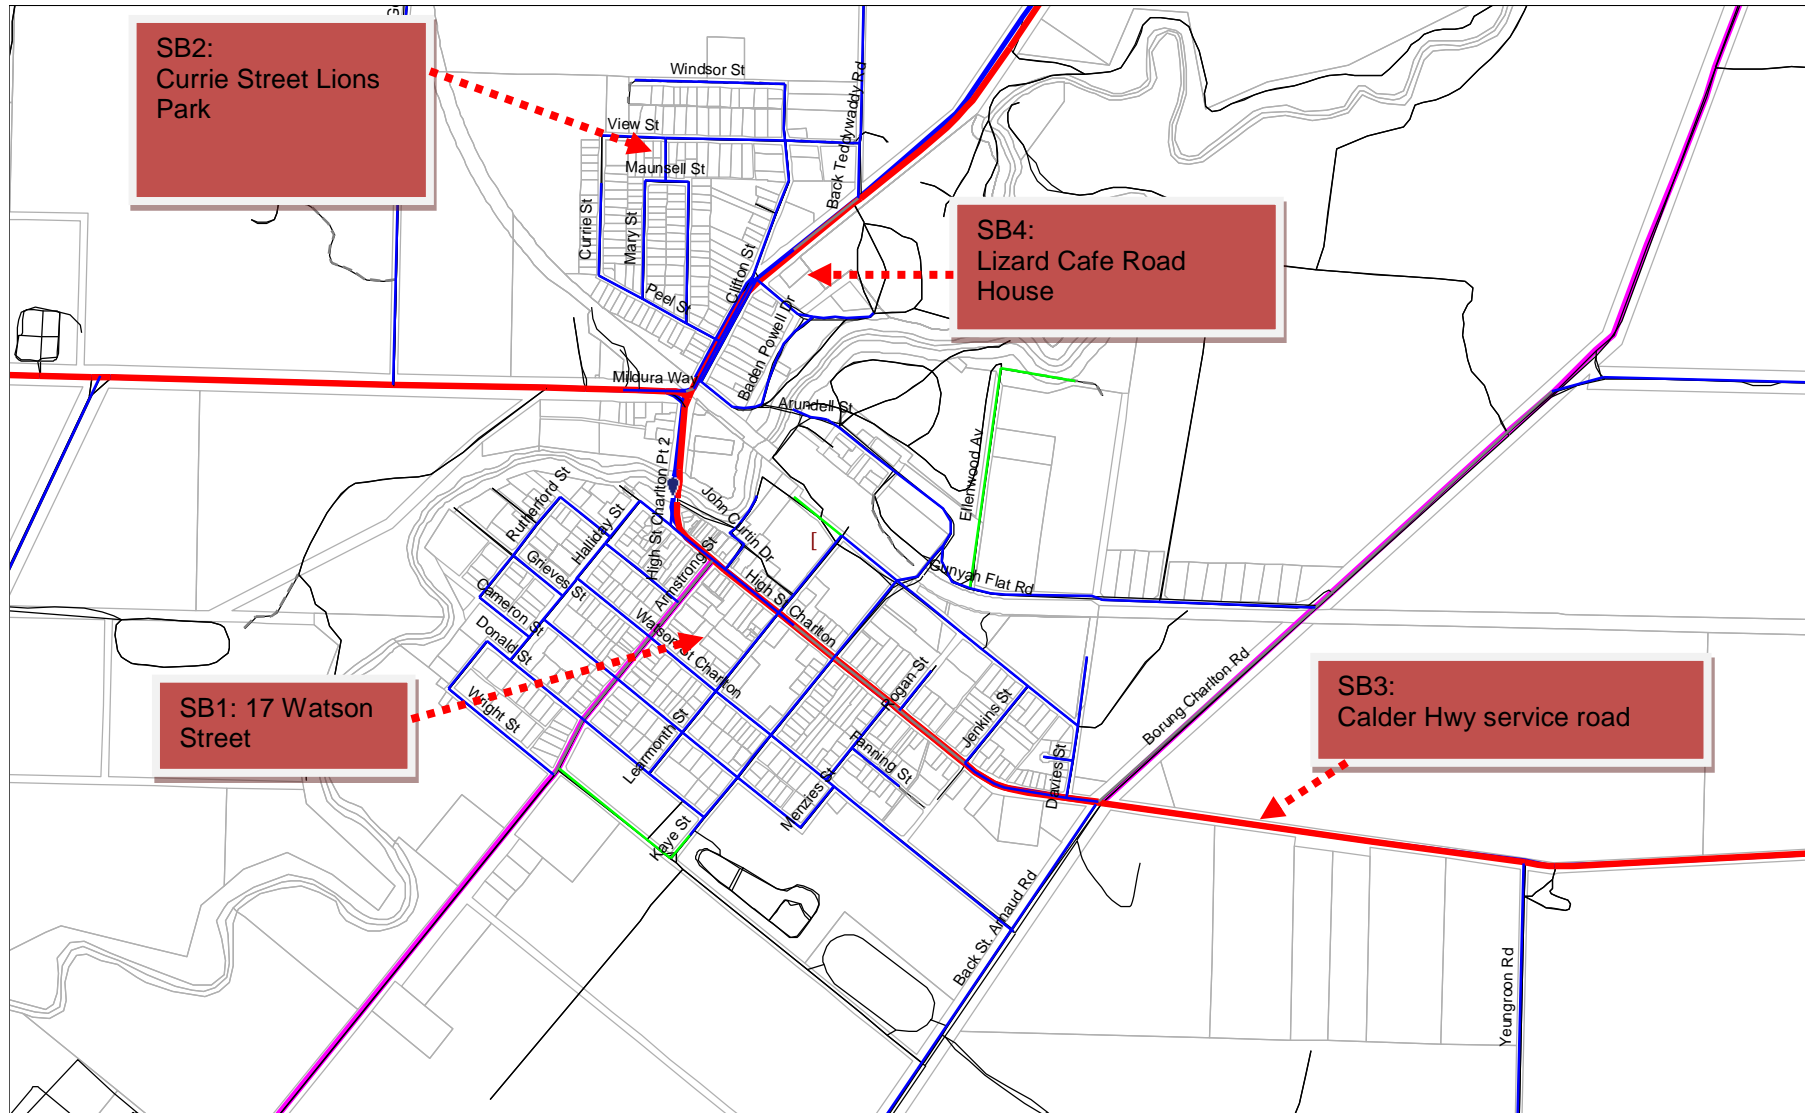 SB2:
Currie Street Lions
Park
Windsor St
View St
Maunsell St
Currie St
Mary St
Peel St
Clifton St
Back Teddywaddy Rd
SB4:
Lizard Cafe Road
House
Baden Powell Dr
Mildura Way
Arundell St
Ellenwood Av
High St Charlton Pt 2
John Curtin Dr
[
Rutherford St
Halliday St
Grieves St
Cameron St
Donald St
Wright St
Armstrong St
High St Charlton
Watson St Charlton
Gunyah Flat Rd
SB1: 17 Watson
Street
Learmonth St
Kaye St
Menzies St
Fanning St
Rogan St
Jenkins St
Davies St
Borung Charlton Rd
SB3:
Calder Hwy service road
Back St. Arnaud Rd
Yeungroon Rd